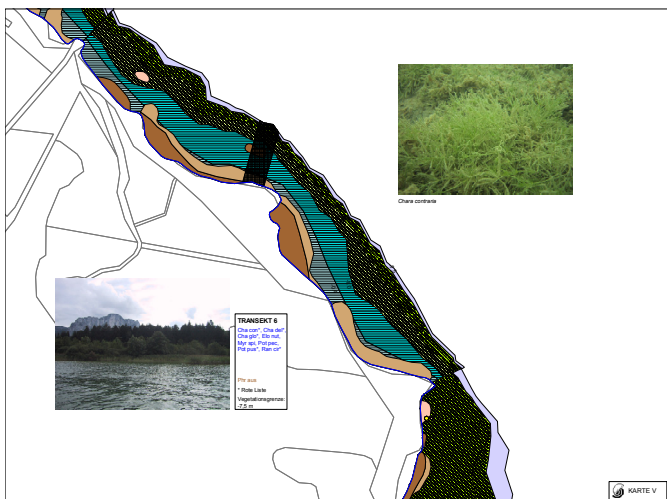 Chara contraria
TRANSEKT 6
Cha con*, Cha del*,
Cha glo*, Elo nut,
Myr spi, Pot pec,
Pot pus*, Ran cir*
Phr aus
* Rote Liste
Vegetationsgrenze:
-7,5 m
KARTE V